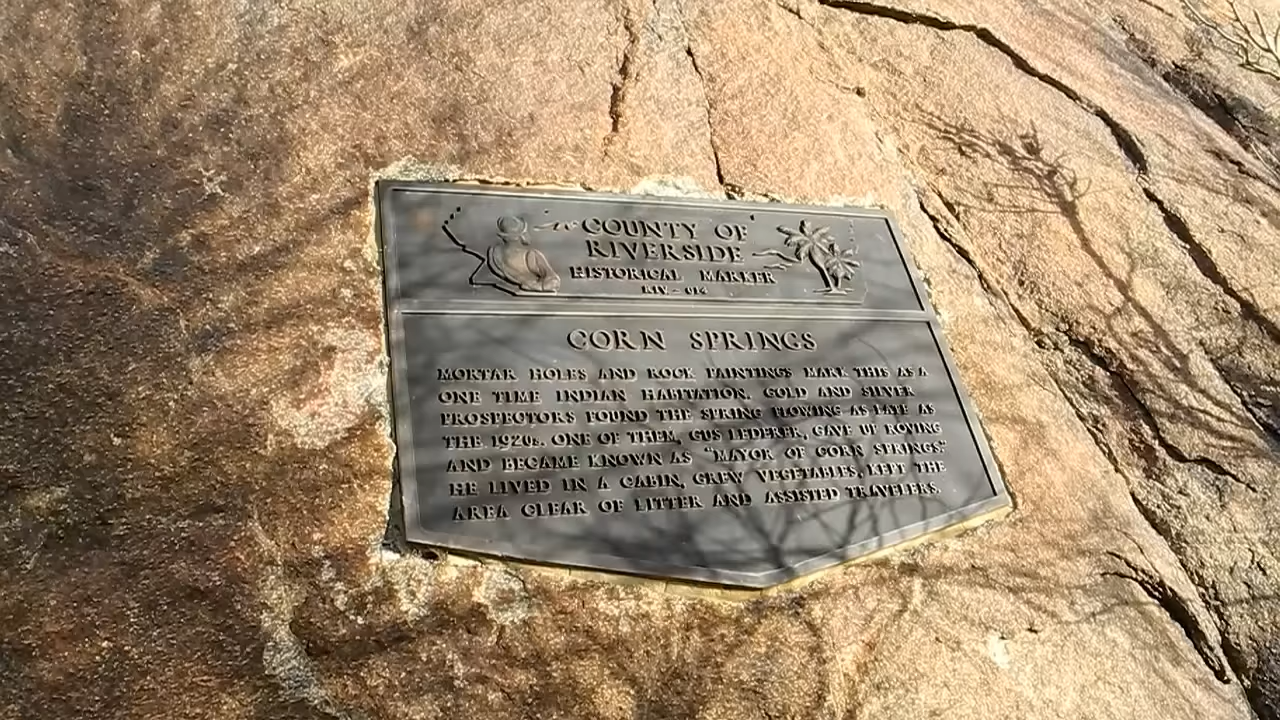 COUNTY OF
RIVERSIDE
HISTORICAL MARKER
RIV - 014
CORN SPRINGS
MORTAR HOLES AND ROCK PAINTINGS MARK THIS AS A
ONE TIME INDIAN HABITATION. GOLD AND SILVER
PROSPECTORS FOUND THE SPRING FLOWING AS LATE AS
THE 1920s. ONE OF THEM, GUS LEDERER, GAVE UP ROVING
AND BECAME KNOWN AS "MAYOR OF CORN SPRINGS."
HE LIVED IN A CABIN, GREW VEGETABLES, KEPT THE
AREA CLEAR OF LITTER AND ASSISTED TRAVELERS.